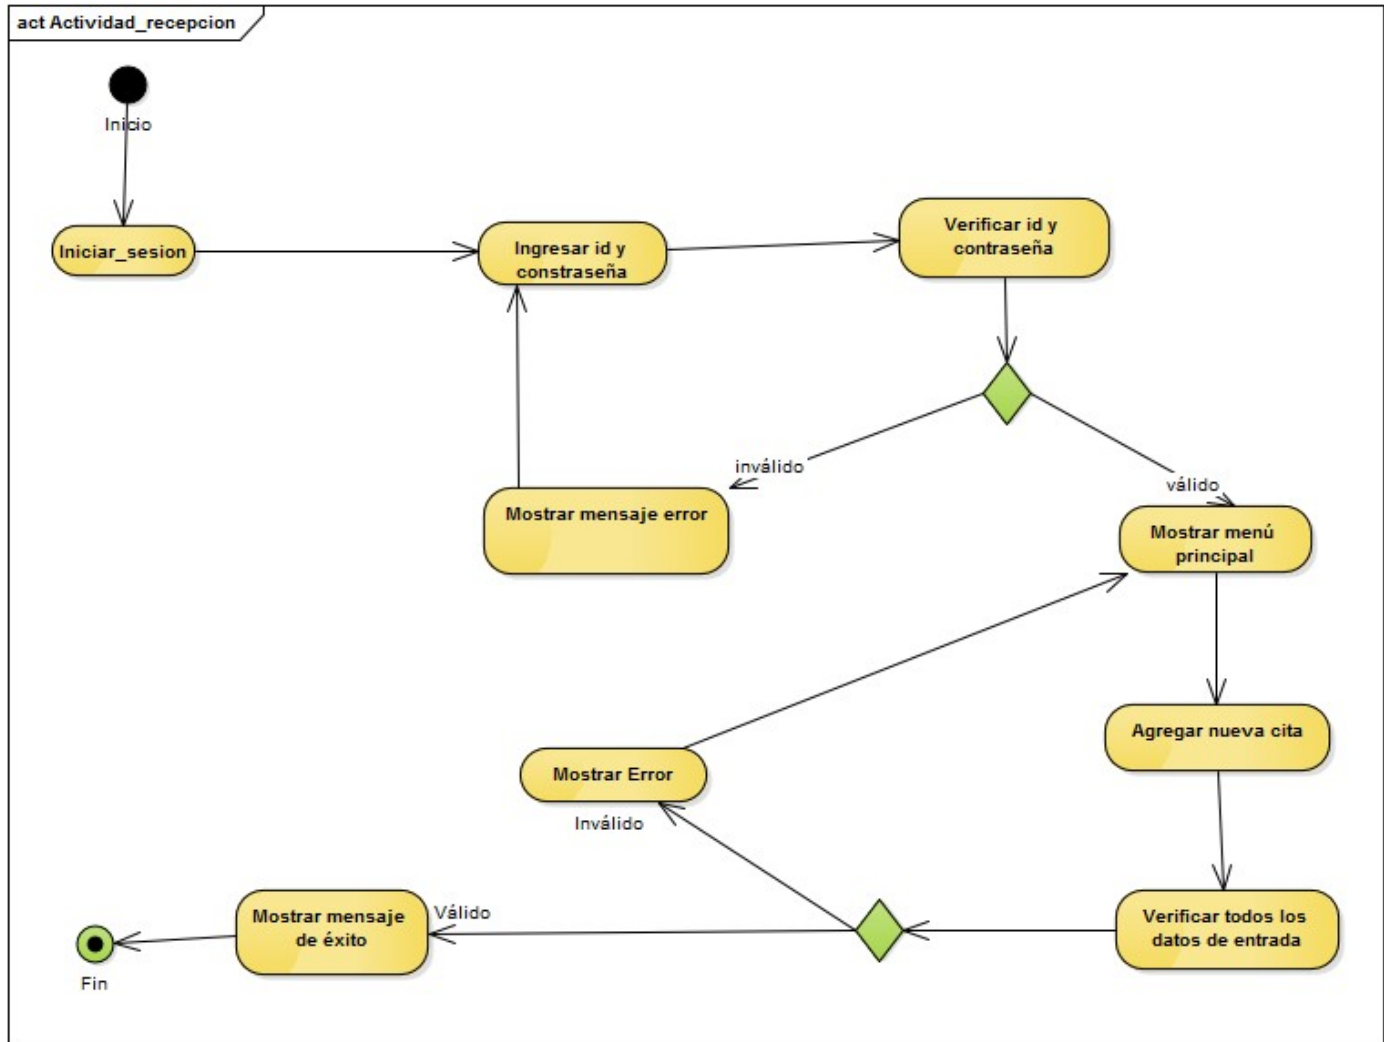 act Actividad_recepcion
Inicio
Iniciar_sesion
Ingresar id y
constraseña
Verificar id y
contraseña
inválido
válido
Mostrar mensaje error
Mostrar menú
principal
Agregar nueva cita
Mostrar Error
Inválido
Verificar todos los
datos de entrada
Válido
Mostrar mensaje
de éxito
Fin